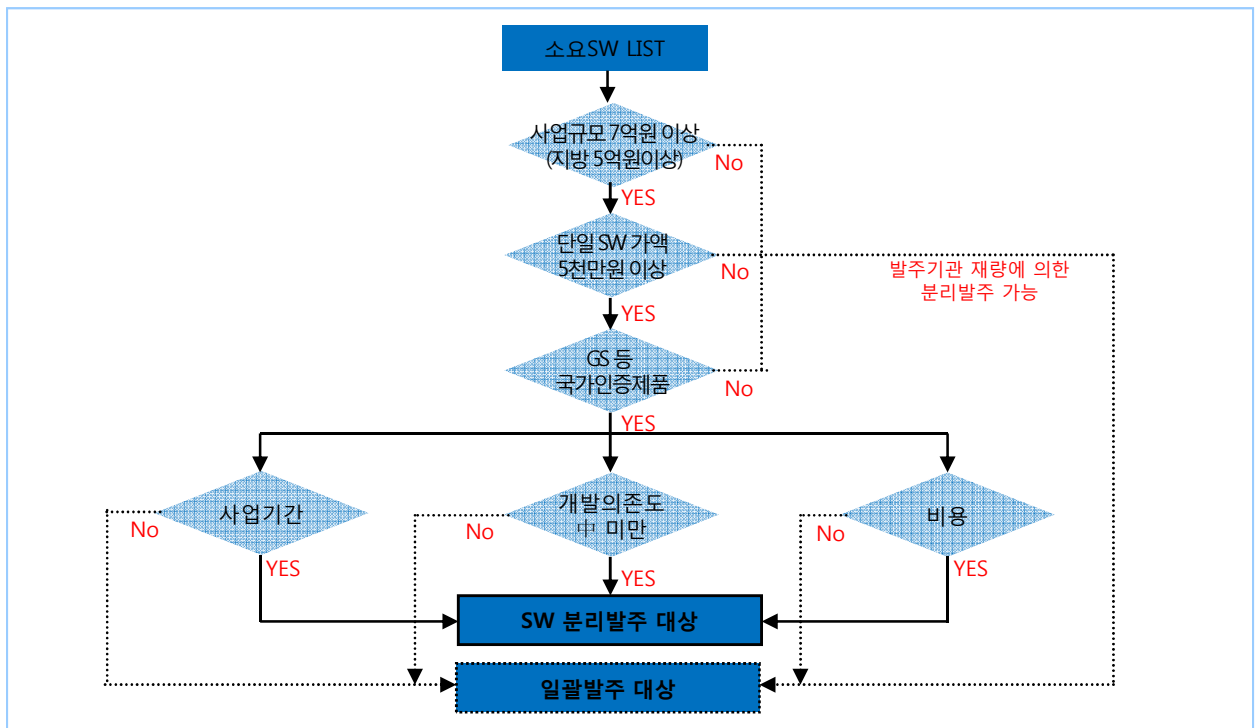 소요SW LIST
사업규모 7억원 이상
(지방 5억원이상)
No
YES
단일 SW 가액
5천만원 이상
No
발주기관 재량에 의한
분리발주 가능
YES
GS 등
국가인증제품
No
YES
사업기간
개발의존도
中 미만
비용
No
No
No
YES
YES
YES
SW 분리발주 대상
일괄발주 대상